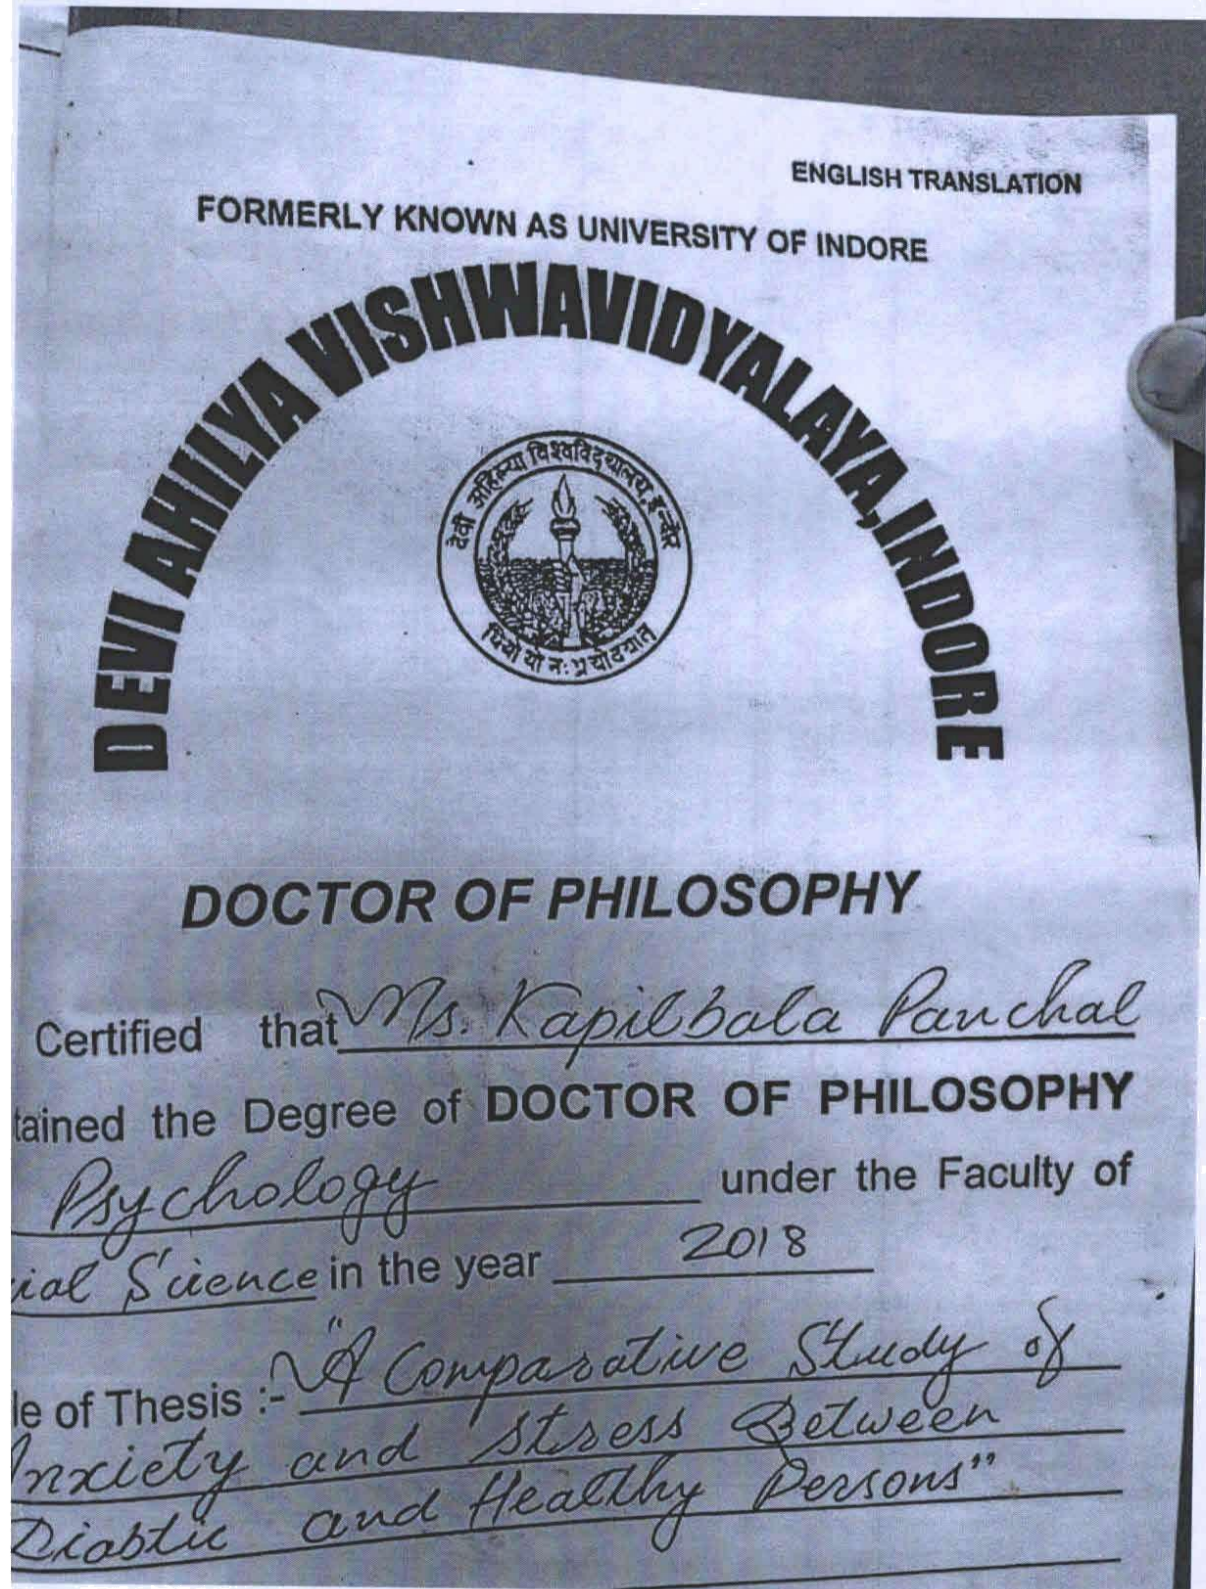 ENGLISH TRANSLATION
FORMERLY KNOWN AS UNIVERSITY OF INDORE
DEVI AHILYA VISHWAVIDYALAYA, INDORE
देवी अहिल्या विश्वविद्यालय, इन्दौर
धियो यो नः प्रचोदयात्
DOCTOR OF PHILOSOPHY
Certified that Ms. Kapilbala Panchal
tained the Degree of DOCTOR OF PHILOSOPHY
Psychology under the Faculty of
ial Science in the year 2018
le of Thesis :- "A Comparative Study of
Anxiety and Stress Between
Diabtic and Healthy Persons"